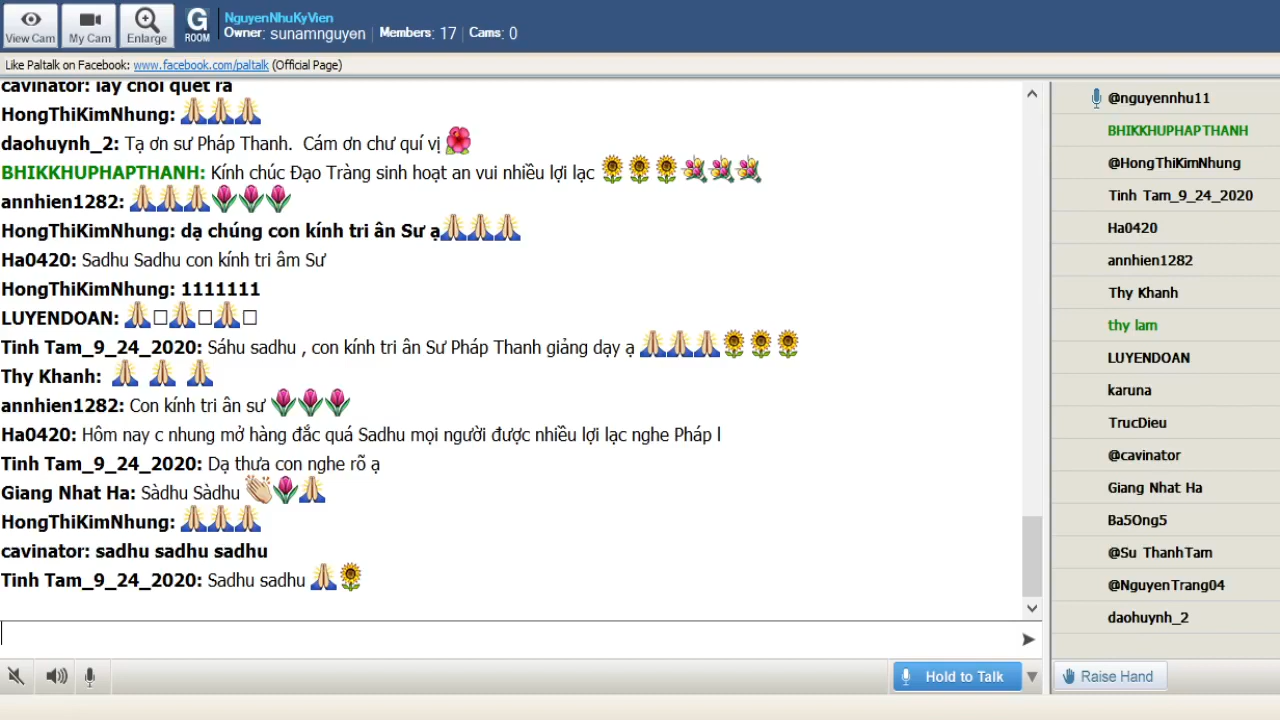 View Cam
My Cam
Enlarge
G
ROOM
NguyenNhuKyVien
Owner: sunamnguyen | Members: 17 | Cams: 0
Like Paltalk on Facebook: www.facebook.com/paltalk (Official Page)
cavinator: lay choi quet ra
HongThiKimNhung: 🙏🙏🙏
daohuynh_2: Tạ ơn sư Pháp Thanh. Cám ơn chư quí vị 🌺
BHIKKHUPHAPTHANH: Kính chúc Đạo Tràng sinh hoạt an vui nhiều lợi lạc 🌻🌻🌻💐💐💐
annhien1282: 🙏🙏🙏🌷🌷🌷
HongThiKimNhung: dạ chúng con kính tri ân Sư ạ🙏🙏🙏
Ha0420: Sadhu Sadhu con kính tri âm Sư
HongThiKimNhung: 1111111
LUYENDOAN: 🙏□🙏□🙏□
Tinh Tam_9_24_2020: Sáhu sadhu , con kính tri ân Sư Pháp Thanh giảng dạy ạ 🙏🙏🙏🌻🌻🌻
Thy Khanh: 🙏 🙏 🙏
annhien1282: Con kính tri ân sư 🌷🌷🌷
Ha0420: Hôm nay c nhung mở hàng đắc quá Sadhu mọi người được nhiều lợi lạc nghe Pháp l
Tinh Tam_9_24_2020: Dạ thưa con nghe rõ ạ
Giang Nhat Ha: Sàdhu Sàdhu 👏🌷🙏
HongThiKimNhung: 🙏🙏🙏
cavinator: sadhu sadhu sadhu
Tinh Tam_9_24_2020: Sadhu sadhu 🙏🌻
Hold to Talk
@nguyennhu11
BHIKKHUPHAPTHANH
@HongThiKimNhung
Tinh Tam_9_24_2020
Ha0420
annhien1282
Thy Khanh
thy lam
LUYENDOAN
karuna
TrucDieu
@cavinator
Giang Nhat Ha
Ba5Ong5
@Su ThanhTam
@NguyenTrang04
daohuynh_2
Raise Hand